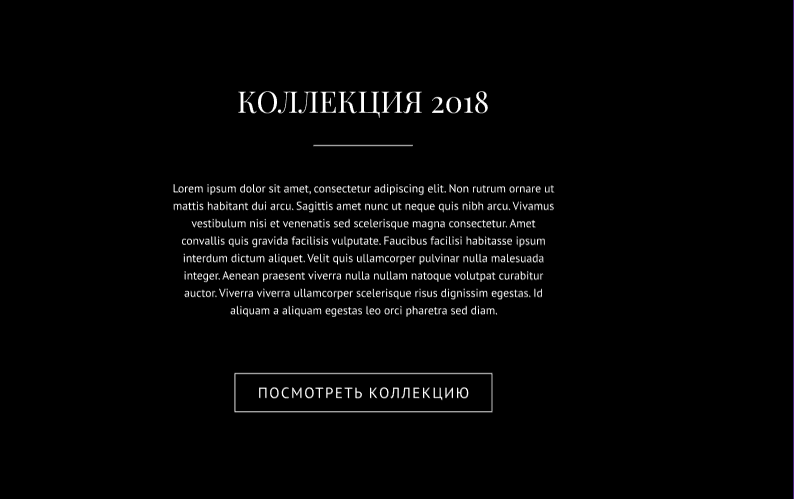 КОЛЛЕКЦИЯ 2018
Lorem ipsum dolor sit amet, consectetur adipiscing elit. Non rutrum ornare ut
mattis habitant dui arcu. Sagittis amet nunc ut neque quis nibh arcu. Vivamus
vestibulum nisi et venenatis sed scelerisque magna consectetur. Amet
convallis quis gravida facilisis vulputate. Faucibus facilisi habitasse ipsum
interdum dictum aliquet. Velit quis ullamcorper pulvinar nulla malesuada
integer. Aenean praesent viverra nulla nullam natoque volutpat curabitur
auctor. Viverra viverra ullamcorper scelerisque risus dignissim egestas. Id
aliquam a aliquam egestas leo orci pharetra sed diam.
ПОСМОТРЕТЬ КОЛЛЕКЦИЮ